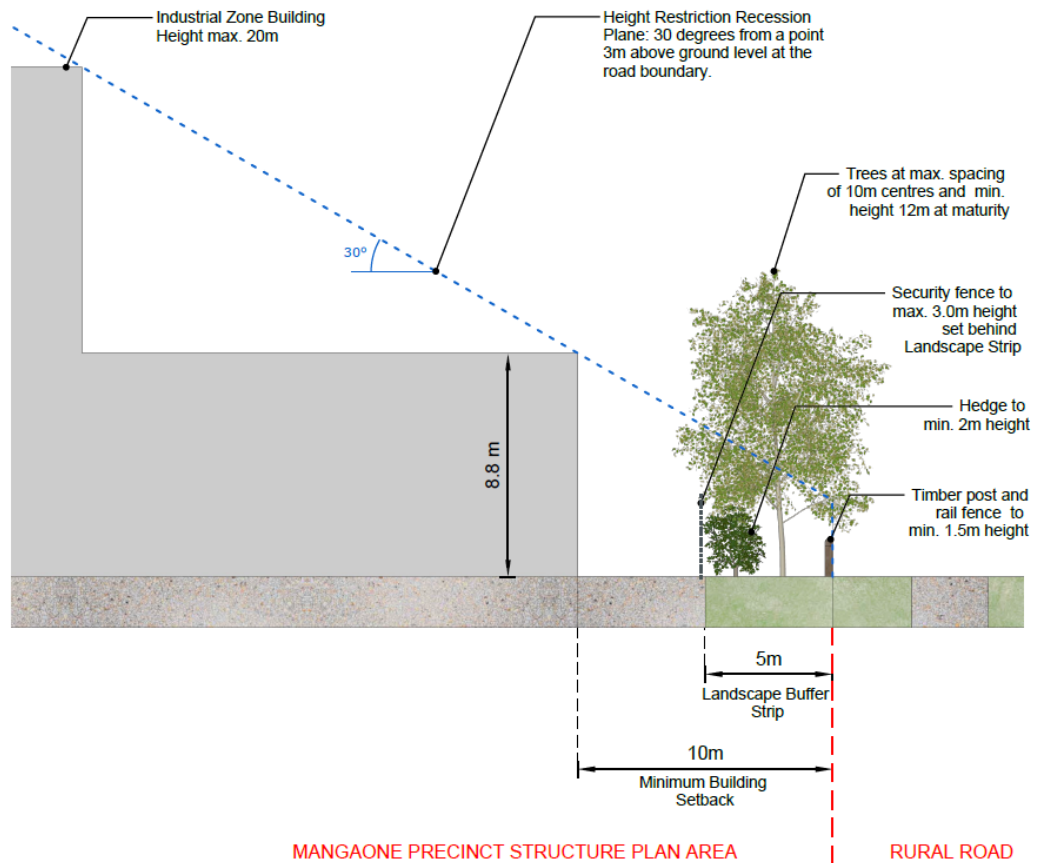 Industrial Zone Building
Height max. 20m
Height Restriction Recession
Plane: 30 degrees from a point
3m above ground level at the
road boundary.
Trees at max. spacing
of 10m centres and min.
height 12m at maturity
30º
Security fence to
max. 3.0m height
set behind
Landscape Strip
Hedge to
min. 2m height
8.8 m
Timber post and
rail fence to
min. 1.5m height
5m
Landscape Buffer
Strip
10m
Minimum Building
Setback
MANGAONE PRECINCT STRUCTURE PLAN AREA
RURAL ROAD